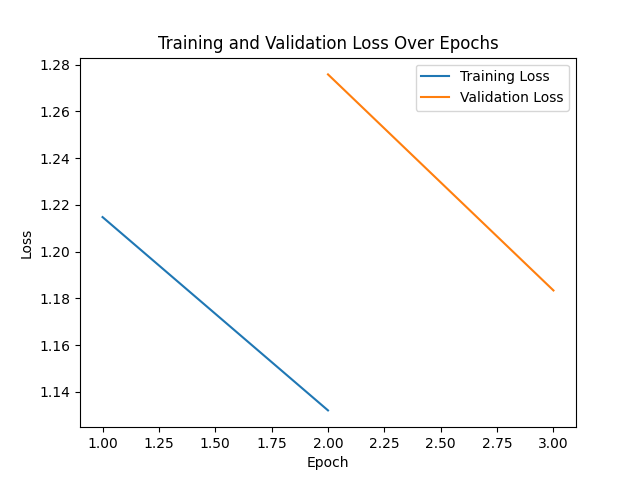 Training and Validation Loss Over Epochs
1.28
1.26
1.24
1.22
1.20
1.18
1.16
1.14
Loss
Training Loss
Validation Loss
1.00 1.25 1.50 1.75 2.00 2.25 2.50 2.75 3.00
Epoch